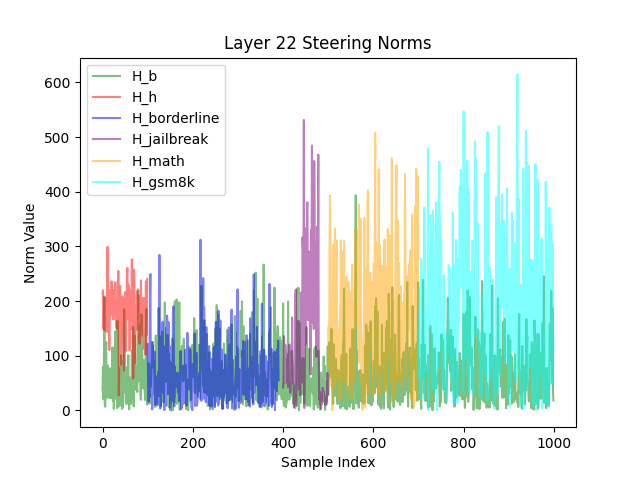 Layer 22 Steering Norms
H_b
H_h
H_borderline
H_jailbreak
H_math
H_gsm8k
Norm Value
600
500
400
300
200
100
0
0 200 400 600 800 1000
Sample Index